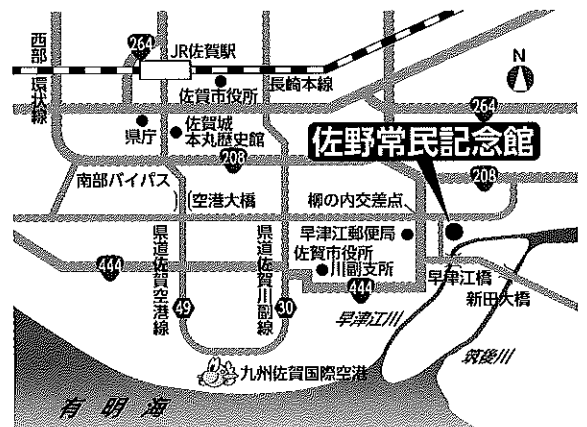 西部環状線
264
JR佐賀駅
佐賀市役所
長崎本線
N
県庁
佐賀城
本丸歴史館
264
佐野常民記念館
208
208
南部バイパス
空港大橋
柳の内交差点
早津江郵便局
佐賀市役所
川副支所
県道佐賀空港線
県道佐賀川副線
444
444
早津江橋
新田大橋
49
30
早津江川
筑後川
九州佐賀国際空港
有明海